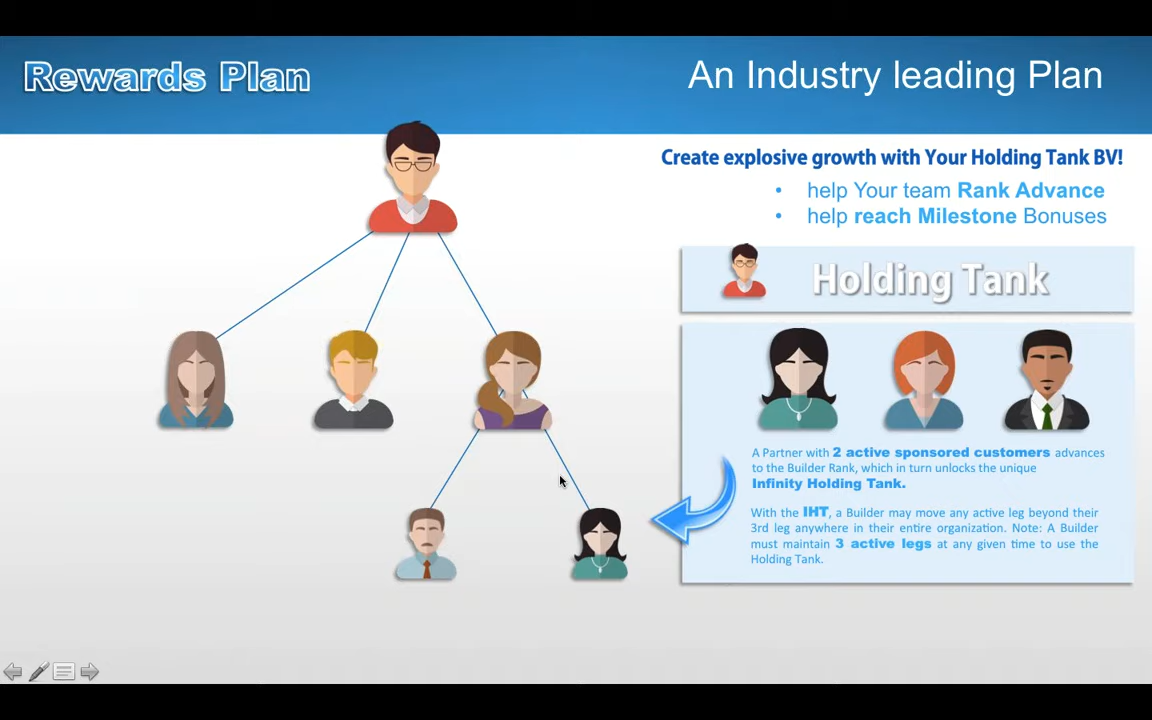 Rewards Plan
An Industry leading Plan
Create explosive growth with Your Holding Tank BV!
• help Your team Rank Advance
• help reach Milestone Bonuses
Holding Tank
A Partner with 2 active sponsored customers advances
to the Builder Rank, which in turn unlocks the unique
Infinity Holding Tank.
With the IHT, a Builder may move any active leg beyond their
3rd leg anywhere in their entire organization. Note: A Builder
must maintain 3 active legs at any given time to use the
Holding Tank.